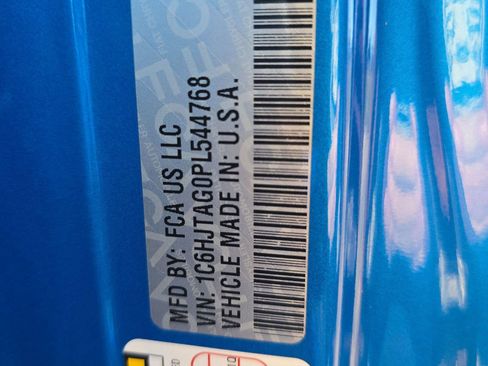 MFD BY: FCA US LLC
VIN: 1C6HJTAG0PL544768
VEHICLE MADE IN: U.S.A.